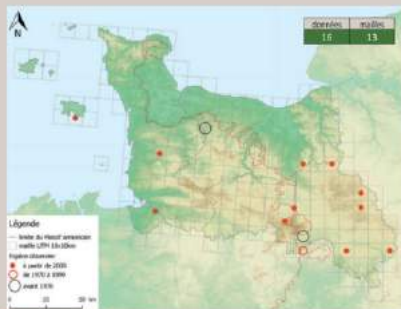 N
données mailles
16 13
Légende
limite du Massif armoricain
maille UTM 10x10km
Espèce observée
à partir de 2000
de 1970 à 1999
avant 1970
0 25 50 km